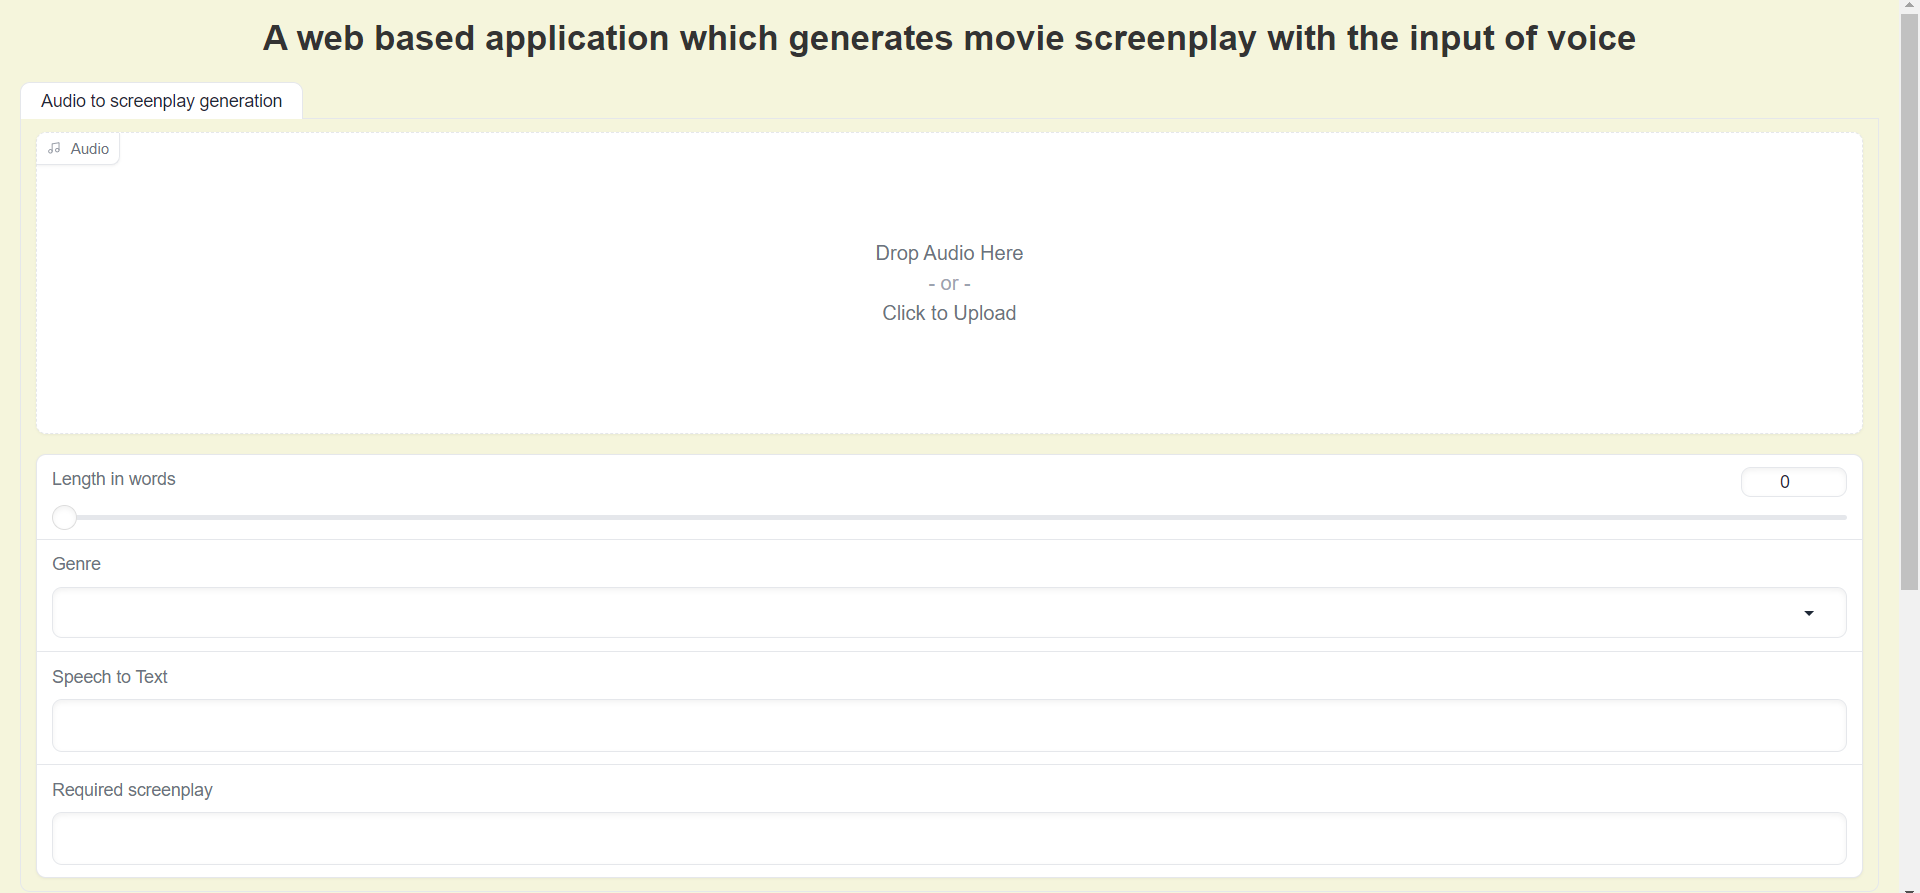 A web based application which generates movie screenplay with the input of voice
Audio to screenplay generation
Audio
Drop Audio Here
- or -
Click to Upload
Length in words
0
Genre
Speech to Text
Required screenplay